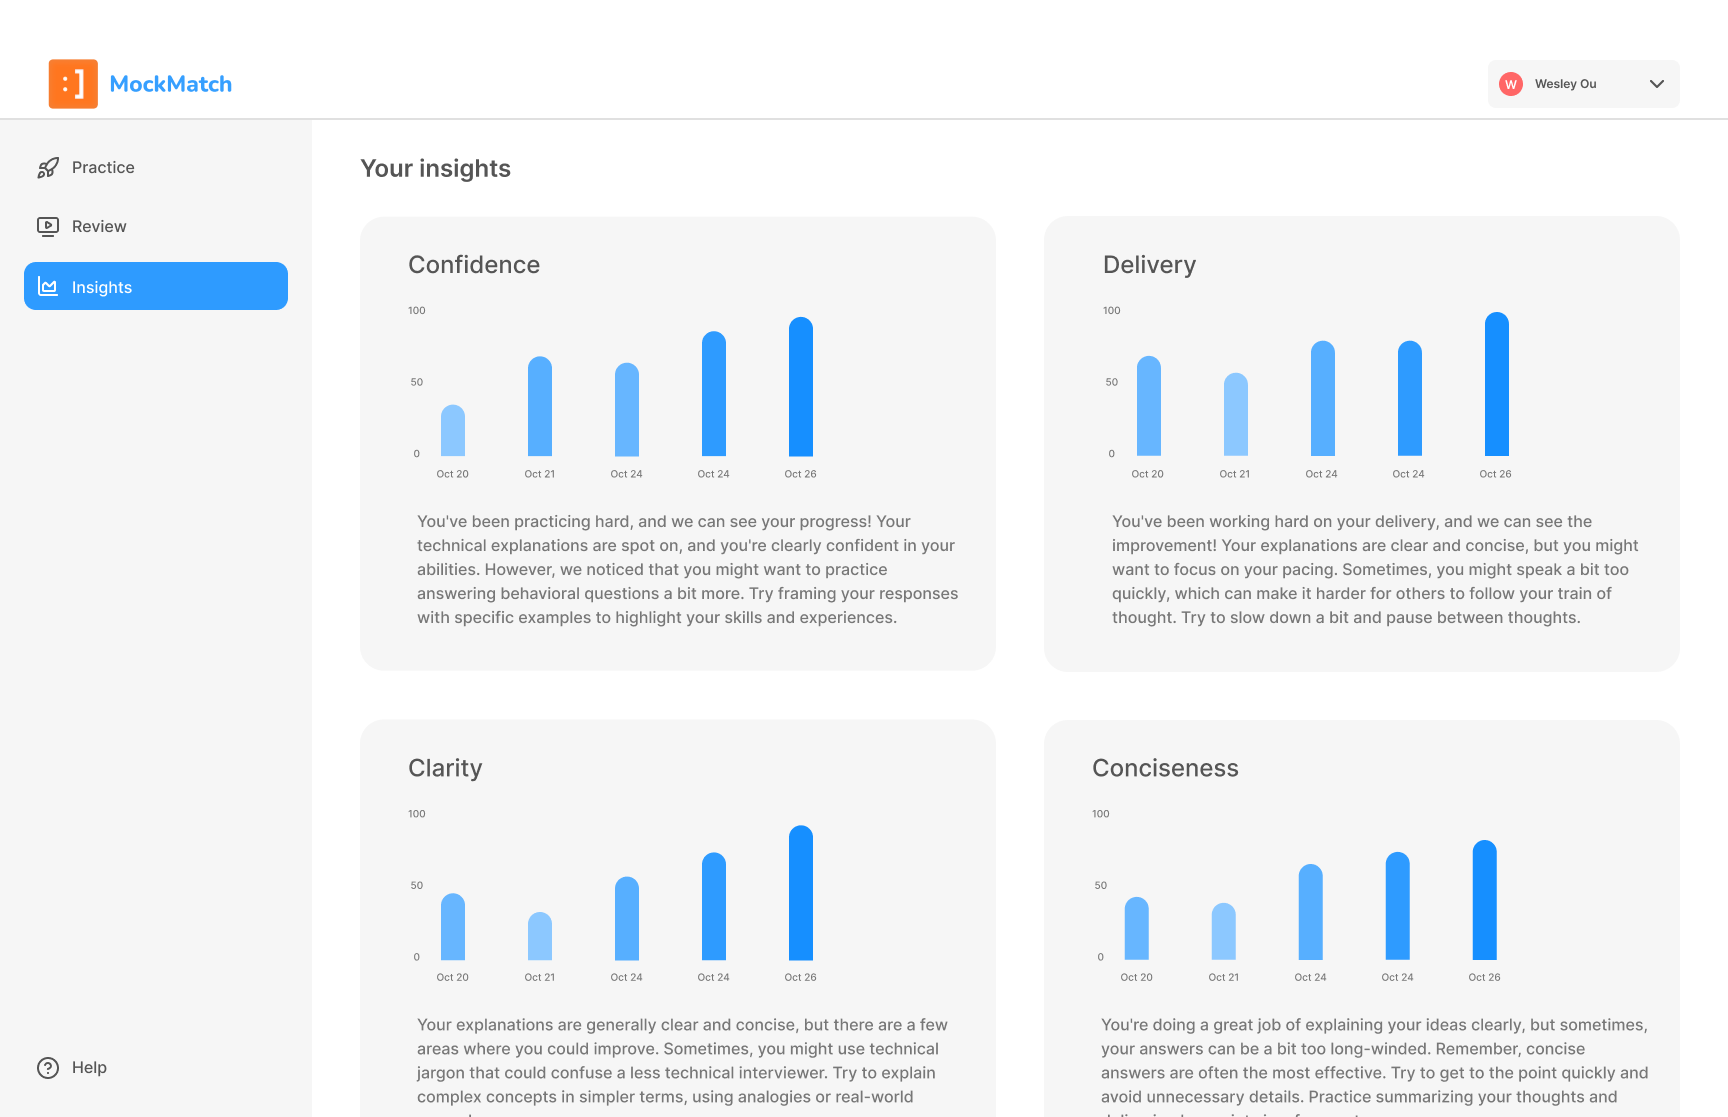 :]
MockMatch
W
Wesley Ou
Practice
Review
Insights
Help
Your insights
Confidence
100
50
0
Oct 20
Oct 21
Oct 24
Oct 24
Oct 26
You've been practicing hard, and we can see your progress! Your
technical explanations are spot on, and you're clearly confident in your
abilities. However, we noticed that you might want to practice
answering behavioral questions a bit more. Try framing your responses
with specific examples to highlight your skills and experiences.
Delivery
100
50
0
Oct 20
Oct 21
Oct 24
Oct 24
Oct 26
You've been working hard on your delivery, and we can see the
improvement! Your explanations are clear and concise, but you might
want to focus on your pacing. Sometimes, you might speak a bit too
quickly, which can make it harder for others to follow your train of
thought. Try to slow down a bit and pause between thoughts.
Clarity
100
50
0
Oct 20
Oct 21
Oct 24
Oct 24
Oct 26
Your explanations are generally clear and concise, but there are a few
areas where you could improve. Sometimes, you might use technical
jargon that could confuse a less technical interviewer. Try to explain
complex concepts in simpler terms, using analogies or real-world
Conciseness
100
50
0
Oct 20
Oct 21
Oct 24
Oct 24
Oct 26
You're doing a great job of explaining your ideas clearly, but sometimes,
your answers can be a bit too long-winded. Remember, concise
answers are often the most effective. Try to get to the point quickly and
avoid unnecessary details. Practice summarizing your thoughts and